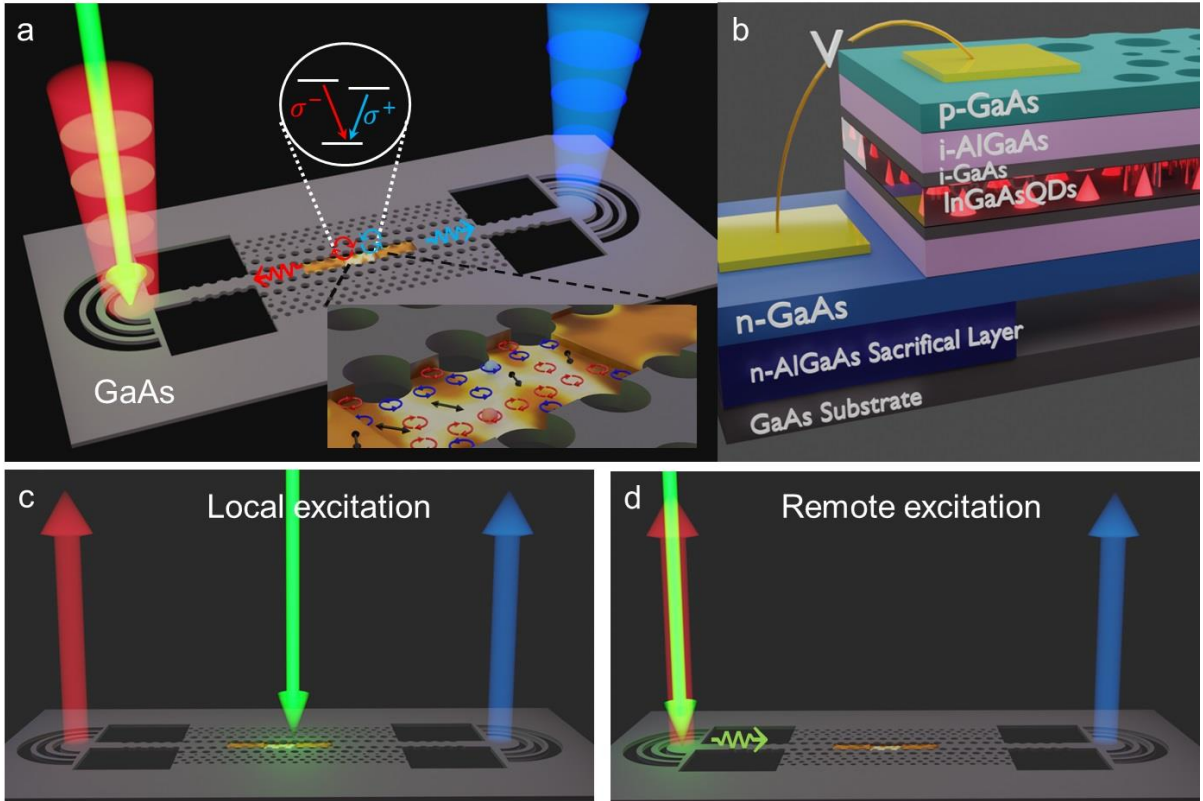 a
σ⁻
σ⁺
GaAs
b
V
p-GaAs
i-AlGaAs
i-GaAs
InGaAsQDs
n-GaAs
n-AlGaAs Sacrifical Layer
GaAs Substrate
c
Local excitation
d
Remote excitation